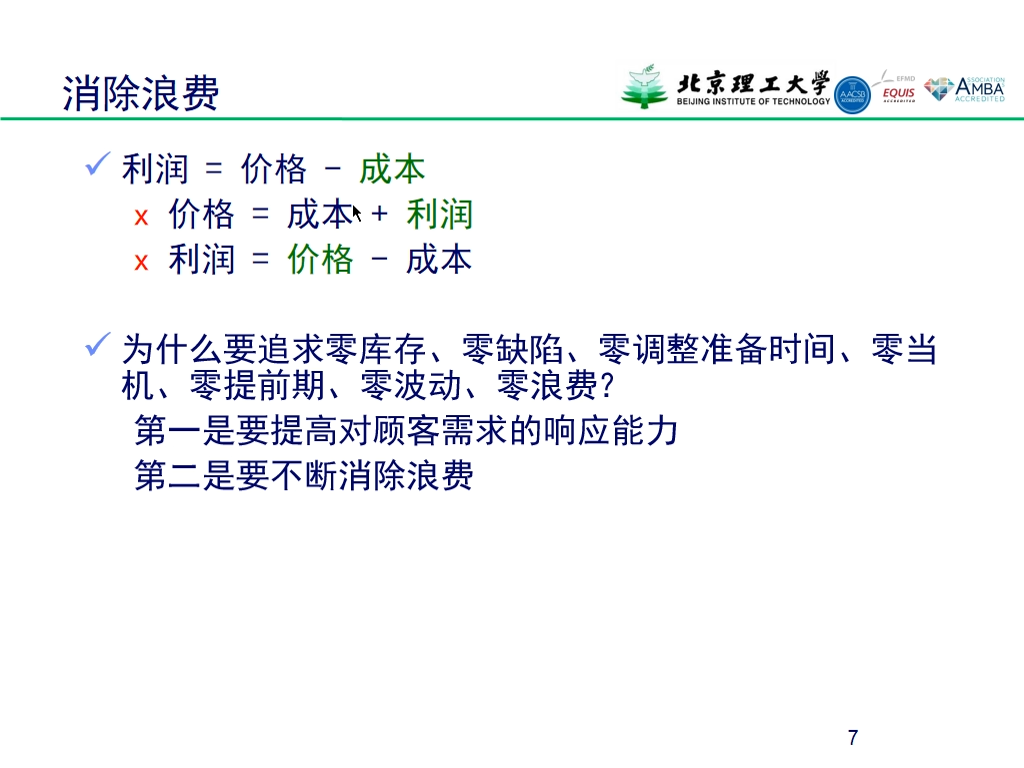 消除浪费
北京理工大学
BEIJING INSTITUTE OF TECHNOLOGY
AACSB
ACCREDITED
EFMD
EQUIS
ACCREDITED
ASSOCIATION
AMBA
ACCREDITED
✓ 利润 = 价格 - 成本
x 价格 = 成本 + 利润
x 利润 = 价格 - 成本
✓ 为什么要追求零库存、零缺陷、零调整准备时间、零当
机、零提前期、零波动、零浪费?
第一是要提高对顾客需求的响应能力
第二是要不断消除浪费
7